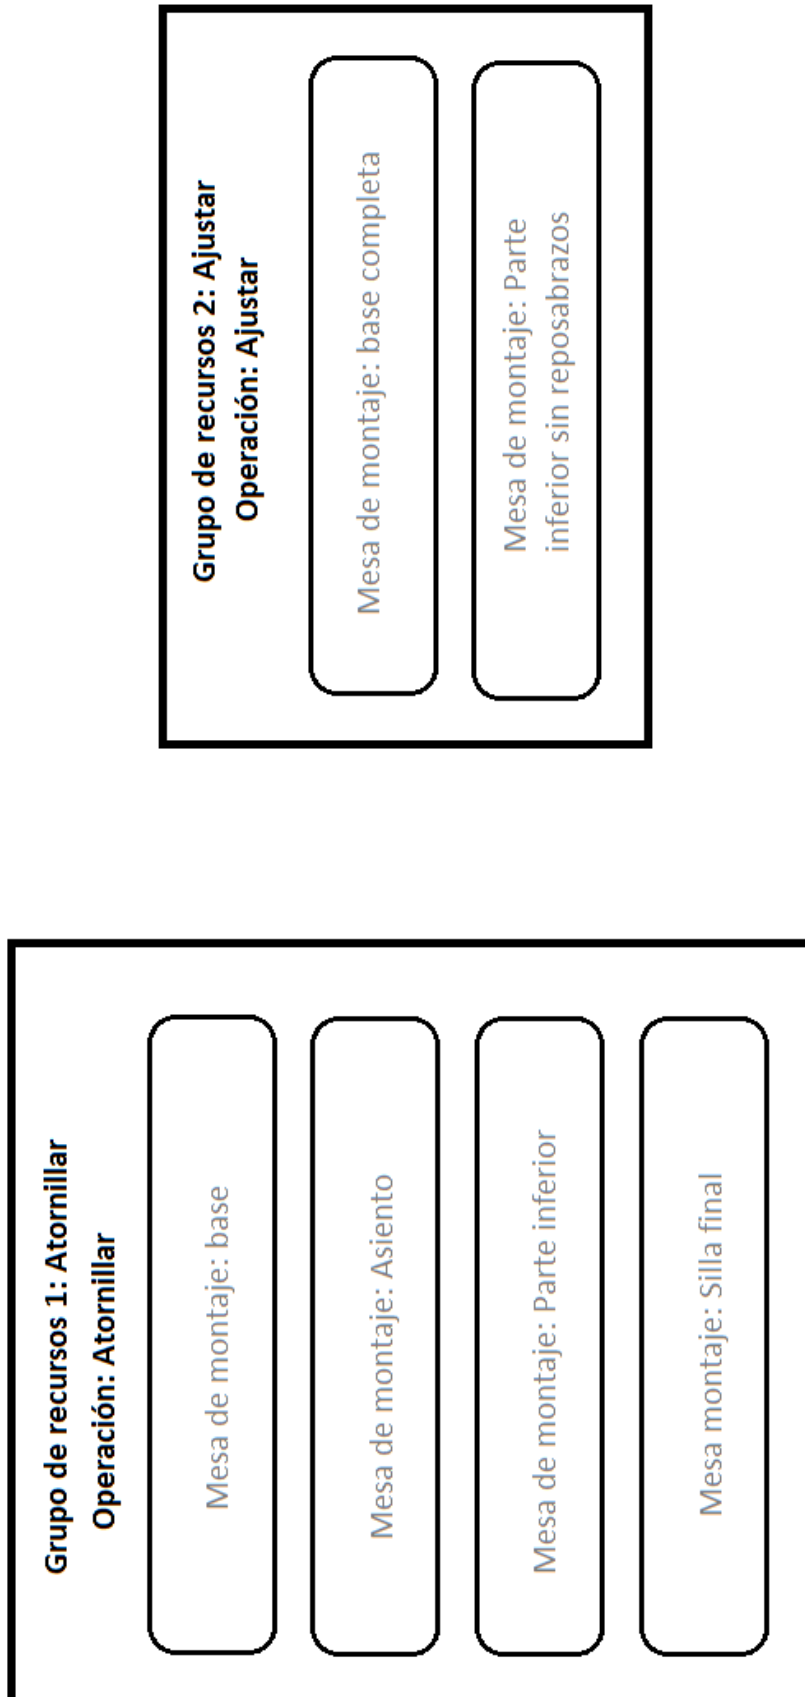 Grupo de recursos 1: Atornillar
Operación: Atornillar
Mesa de montaje: base
Mesa de montaje: Asiento
Mesa de montaje: Parte inferior
Mesa montaje: Silla final
Grupo de recursos 2: Ajustar
Operación: Ajustar
Mesa de montaje: base completa
Mesa de montaje: Parte
inferior sin reposabrazos